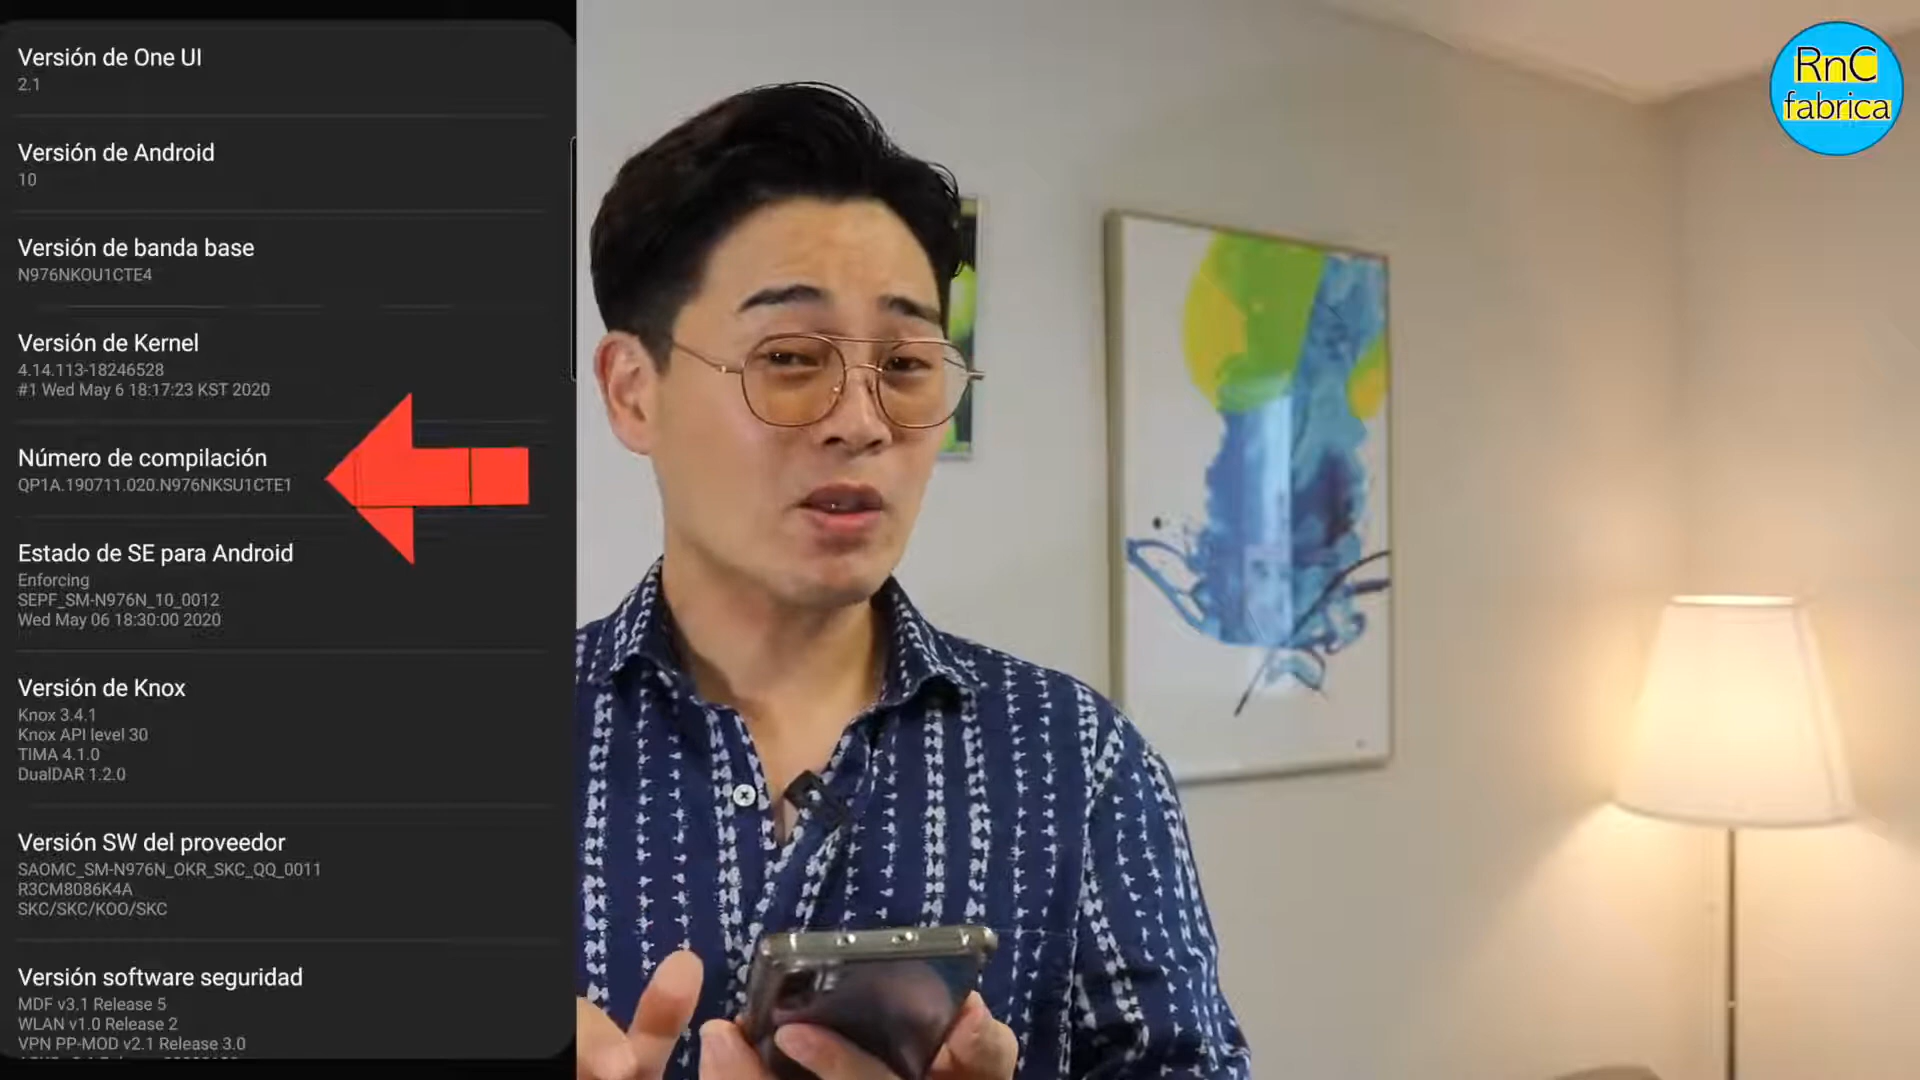 Versión de One UI
2.1
Versión de Android
10
Versión de banda base
N976NKOU1CTE4
Versión de Kernel
4.14.113-18246528
#1 Wed May 6 18:17:23 KST 2020
Número de compilación
QP1A.190711.020.N976NKSU1CTE1
Estado de SE para Android
Enforcing
SEPF_SM-N976N_10_0012
Wed May 06 18:30:00 2020
Versión de Knox
Knox 3.4.1
Knox API level 30
TIMA 4.1.0
DualDAR 1.2.0
Versión SW del proveedor
SAOMC_SM-N976N_OKR_SKC_QQ_0011
R3CM8086K4A
SKC/SKC/KOO/SKC
Versión software seguridad
MDF v3.1 Release 5
WLAN v1.0 Release 2
VPN PP-MOD v2.1 Release 3.0
RnC
fabrica